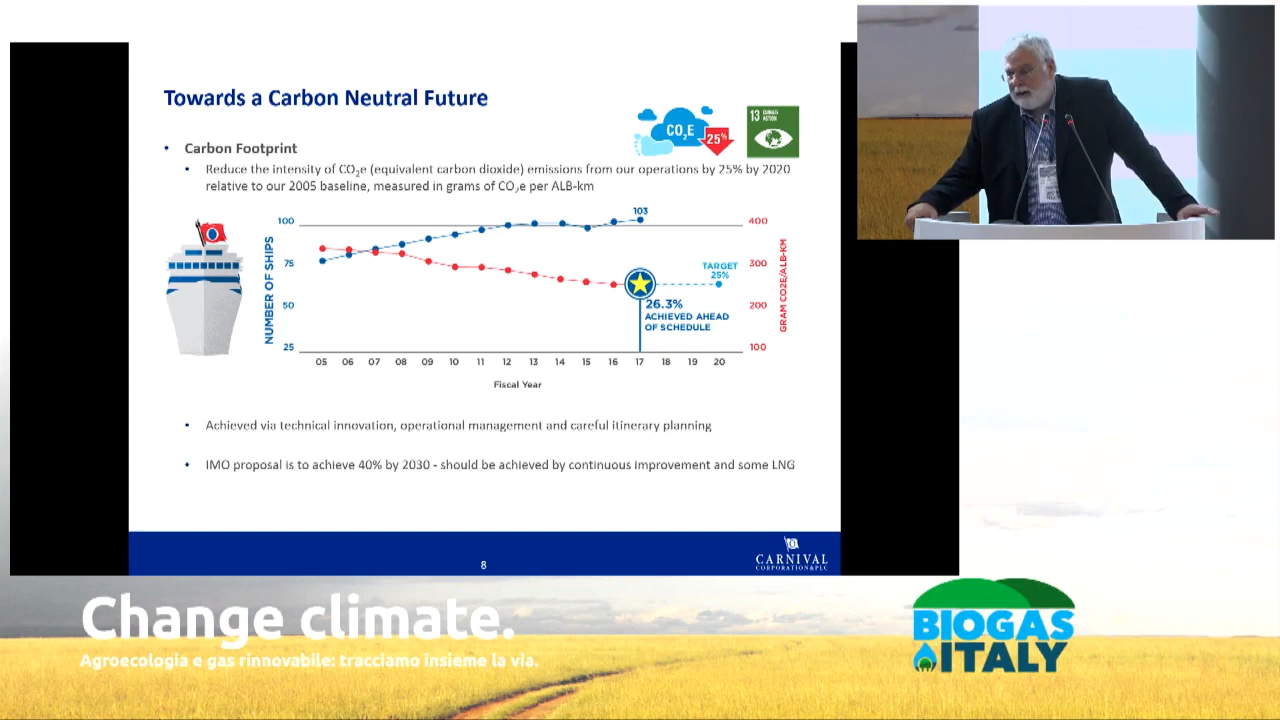 Towards a Carbon Neutral Future
CO2E
25%
13 CLIMATE
ACTION
• Carbon Footprint
• Reduce the intensity of CO2e (equivalent carbon dioxide) emissions from our operations by 25% by 2020
relative to our 2005 baseline, measured in grams of CO2e per ALB-km
NUMBER OF SHIPS
100
75
50
25
103
TARGET
25%
26.3%
ACHIEVED AHEAD
OF SCHEDULE
400
300
200
100
GRAM CO2E/ALB-KM
05 06 07 08 09 10 11 12 13 14 15 16 17 18 19 20
Fiscal Year
• Achieved via technical innovation, operational management and careful itinerary planning
• IMO proposal is to achieve 40% by 2030 - should be achieved by continuous improvement and some LNG
8
CARNIVAL
CORPORATION&PLC
Change climate.
Agroecologia e gas rinnovabile: tracciamo insieme la via.
BIOGAS
ITALY